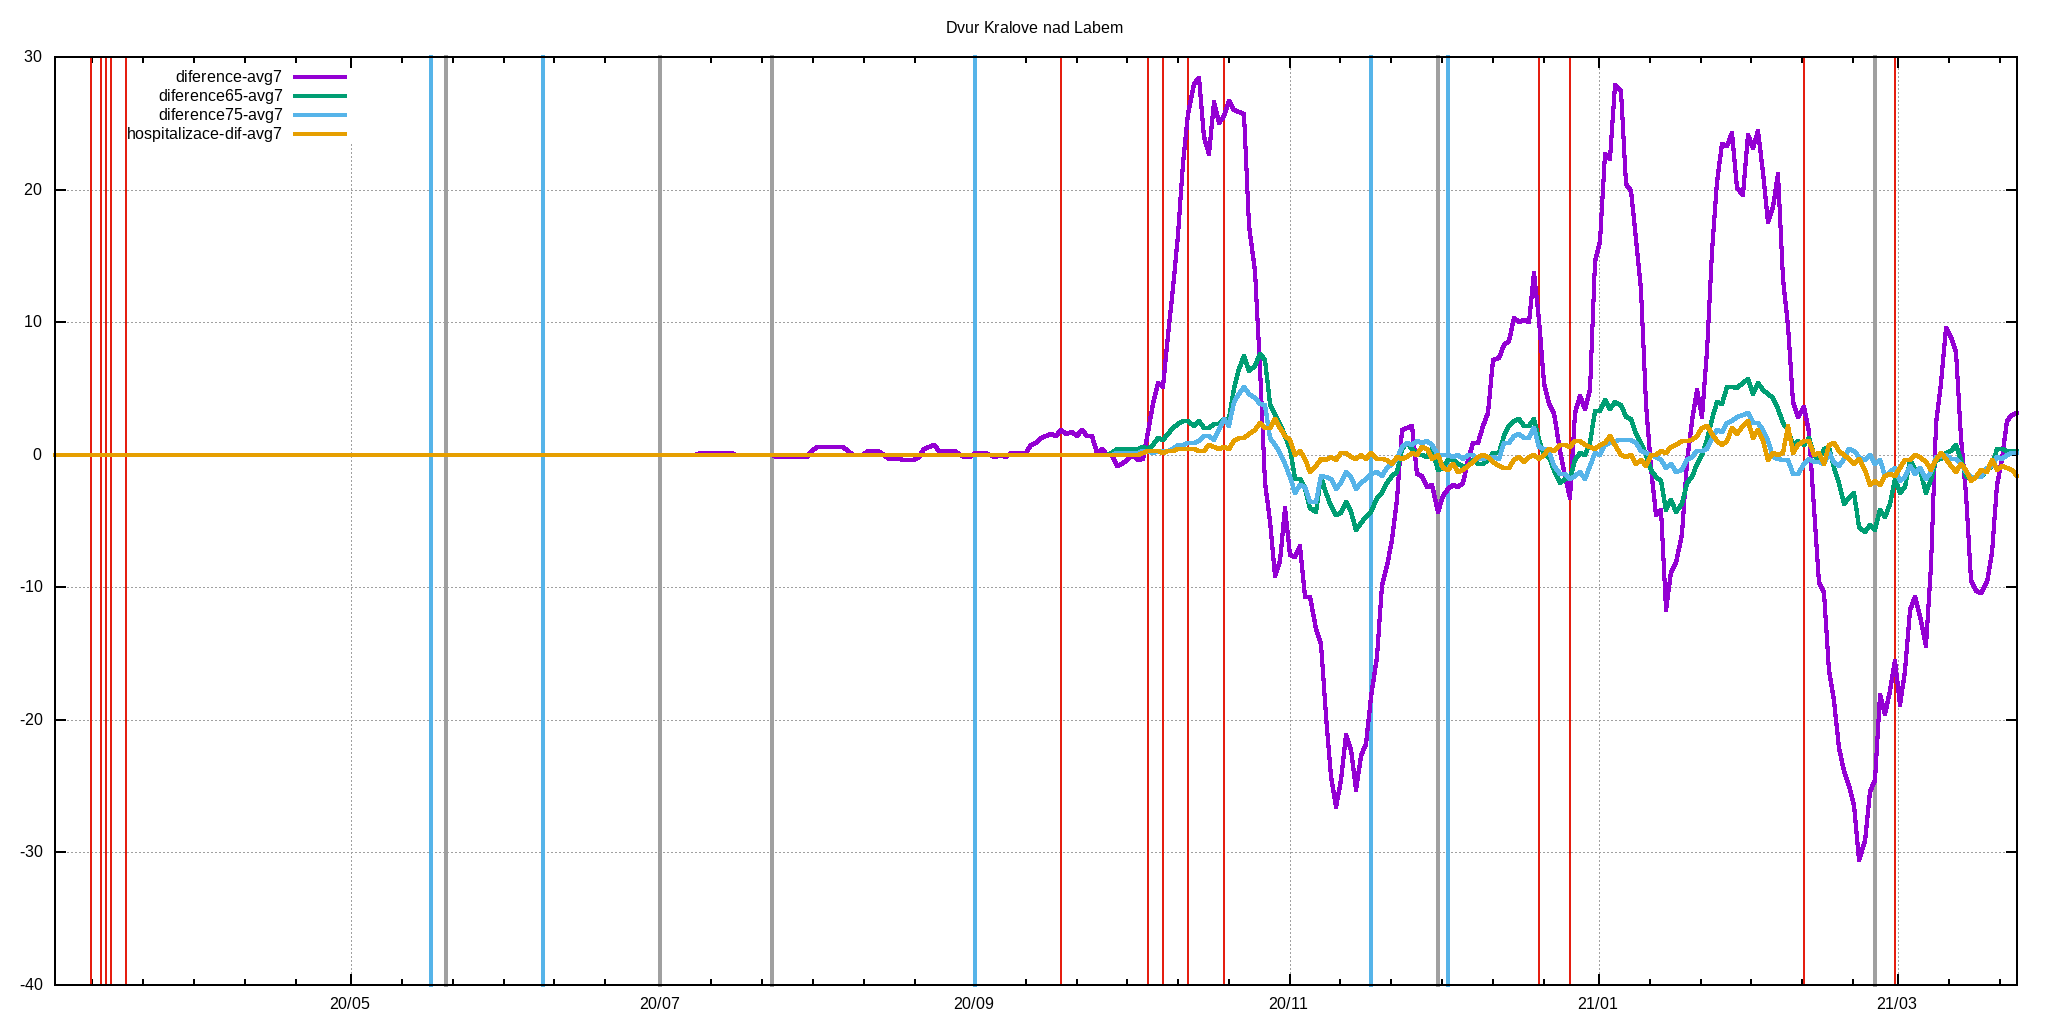 Dvur Kralove nad Labem
diference-avg7
diference65-avg7
diference75-avg7
hospitalizace-dif-avg7
30
20
10
0
-10
-20
-30
-40
20/05 20/07 20/09 20/11 21/01 21/03